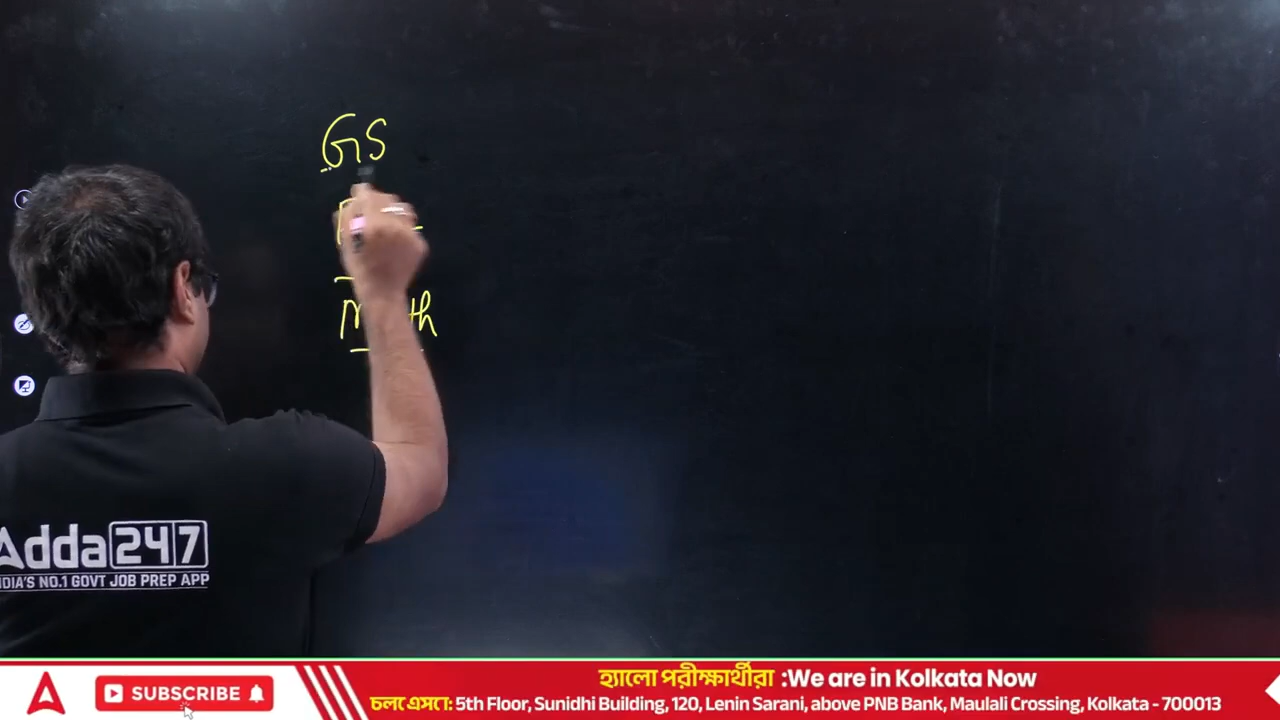 GS
Adda247
INDIA'S NO.1 GOVT JOB PREP APP
SUBSCRIBE
হ্যালো পরীক্ষার্থীরা :We are in Kolkata Now
চলে এসো: 5th Floor, Sunidhi Building, 120, Lenin Sarani, above PNB Bank, Maulali Crossing, Kolkata - 700013